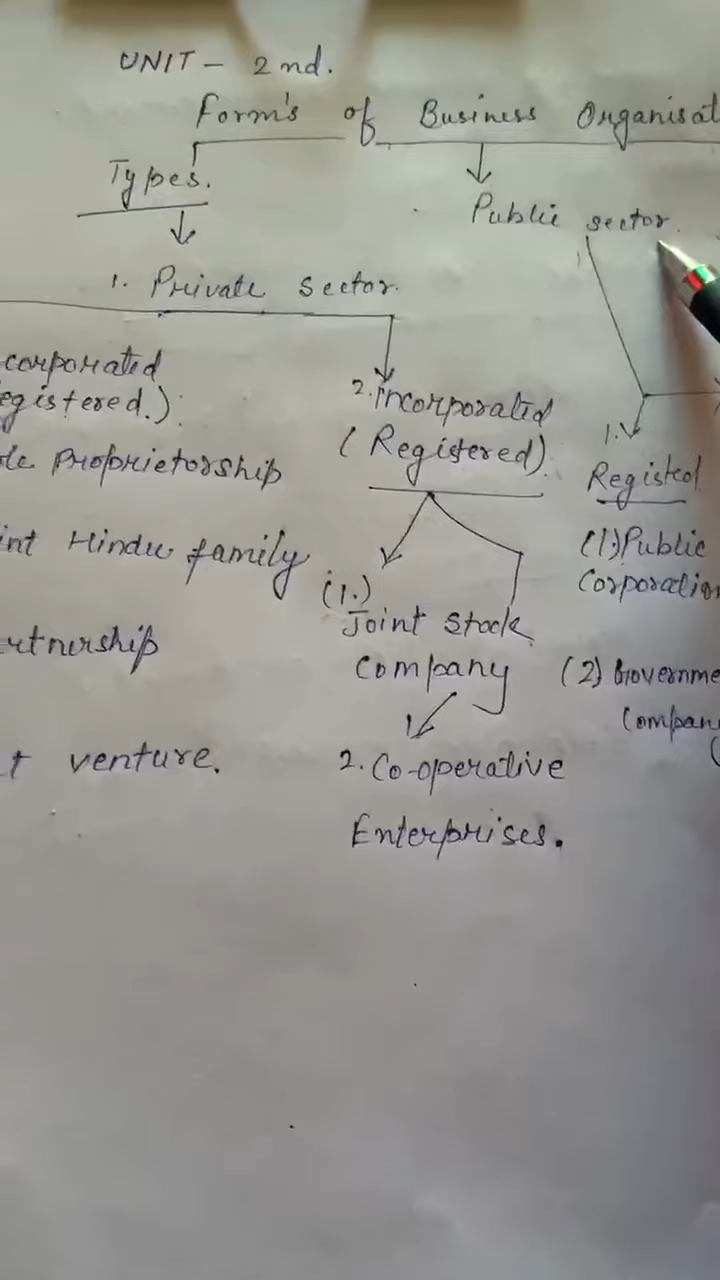 UNIT - 2nd.
Form's of Business Organisat
Types.
Public sector.
1. Private sector.
corporated
egistered.)
2. incorporated
(Registered).
1.
Registed
le Proprietorship
int Hindu family
(1.) Public
Corporation
(1.)
Joint Stock
Company
rtnership
(2) Governme
Compan
(
t venture.
2. Co-operative
Enterprises.